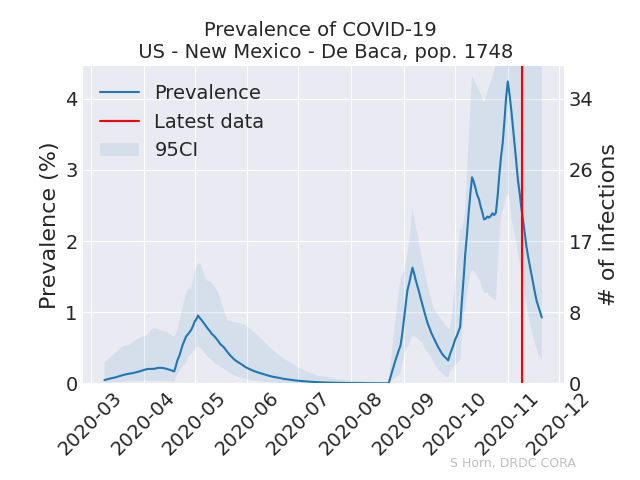 Prevalence of COVID-19
US - New Mexico - De Baca, pop. 1748
Prevalence
Latest data
95CI
Prevalence (%)
4
3
2
1
0
# of infections
34
26
17
8
0
2020-03
2020-04
2020-05
2020-06
2020-07
2020-08
2020-09
2020-10
2020-11
2020-12
S Horn, DRDC CORA